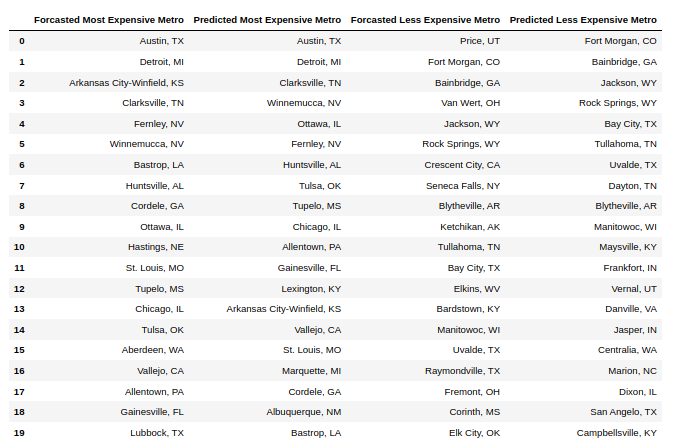 Forcasted Most Expensive Metro Predicted Most Expensive Metro Forcasted Less Expensive Metro Predicted Less Expensive Metro
0 Austin, TX Austin, TX Price, UT Fort Morgan, CO
1 Detroit, MI Detroit, MI Fort Morgan, CO Bainbridge, GA
2 Arkansas City-Winfield, KS Clarksville, TN Bainbridge, GA Jackson, WY
3 Clarksville, TN Winnemucca, NV Van Wert, OH Rock Springs, WY
4 Fernley, NV Ottawa, IL Jackson, WY Bay City, TX
5 Winnemucca, NV Fernley, NV Rock Springs, WY Tullahoma, TN
6 Bastrop, LA Huntsville, AL Crescent City, CA Uvalde, TX
7 Huntsville, AL Tulsa, OK Seneca Falls, NY Dayton, TN
8 Cordele, GA Tupelo, MS Blytheville, AR Blytheville, AR
9 Ottawa, IL Chicago, IL Ketchikan, AK Manitowoc, WI
10 Hastings, NE Allentown, PA Tullahoma, TN Maysville, KY
11 St. Louis, MO Gainesville, FL Bay City, TX Frankfort, IN
12 Tupelo, MS Lexington, KY Elkins, WV Vernal, UT
13 Chicago, IL Arkansas City-Winfield, KS Bardstown, KY Danville, VA
14 Tulsa, OK Vallejo, CA Manitowoc, WI Jasper, IN
15 Aberdeen, WA St. Louis, MO Uvalde, TX Centralia, WA
16 Vallejo, CA Marquette, MI Raymondville, TX Marion, NC
17 Allentown, PA Cordele, GA Fremont, OH Dixon, IL
18 Gainesville, FL Albuquerque, NM Corinth, MS San Angelo, TX
19 Lubbock, TX Bastrop, LA Elk City, OK Campbellsville, KY